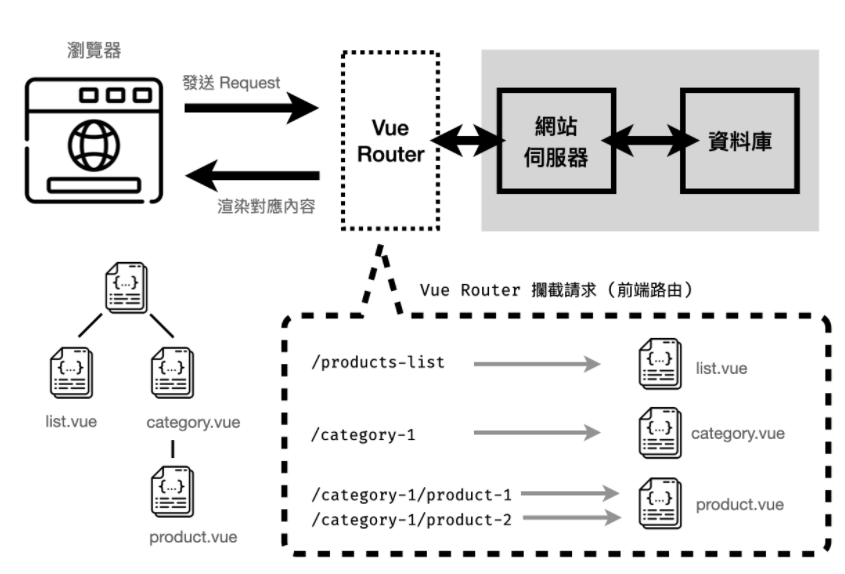 瀏覽器
發送 Request
渲染對應內容
Vue
Router
網站
伺服器
資料庫
Vue Router 攔截請求 (前端路由)
{...}
{...}
list.vue
{...}
category.vue
{...}
product.vue
/products-list
{...}
list.vue
/category-1
{...}
category.vue
/category-1/product-1
/category-1/product-2
{...}
product.vue